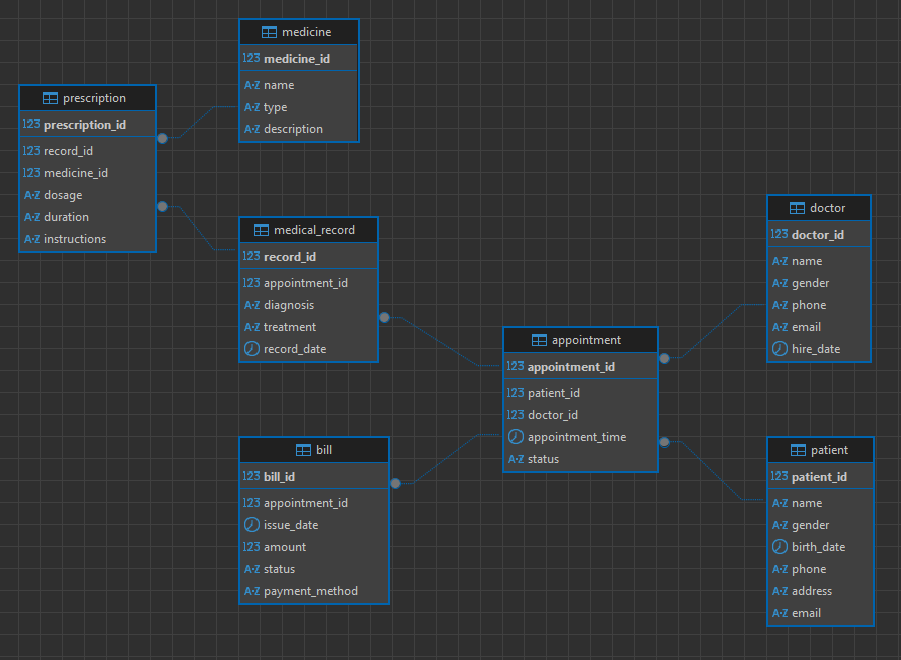 medicine
123 medicine_id
A-Z name
A-Z type
A-Z description
prescription
123 prescription_id
123 record_id
123 medicine_id
A-Z dosage
A-Z duration
A-Z instructions
medical_record
123 record_id
123 appointment_id
A-Z diagnosis
A-Z treatment
record_date
doctor
123 doctor_id
A-Z name
A-Z gender
A-Z phone
A-Z email
hire_date
appointment
123 appointment_id
123 patient_id
123 doctor_id
appointment_time
A-Z status
bill
123 bill_id
123 appointment_id
issue_date
123 amount
A-Z status
A-Z payment_method
patient
123 patient_id
A-Z name
A-Z gender
birth_date
A-Z phone
A-Z address
A-Z email